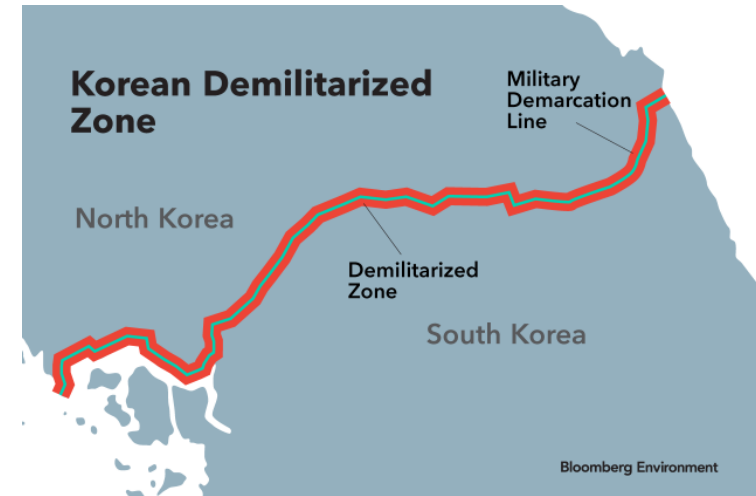 Korean Demilitarized
Zone
Military
Demarcation
Line
North Korea
Demilitarized
Zone
South Korea
Bloomberg Environment